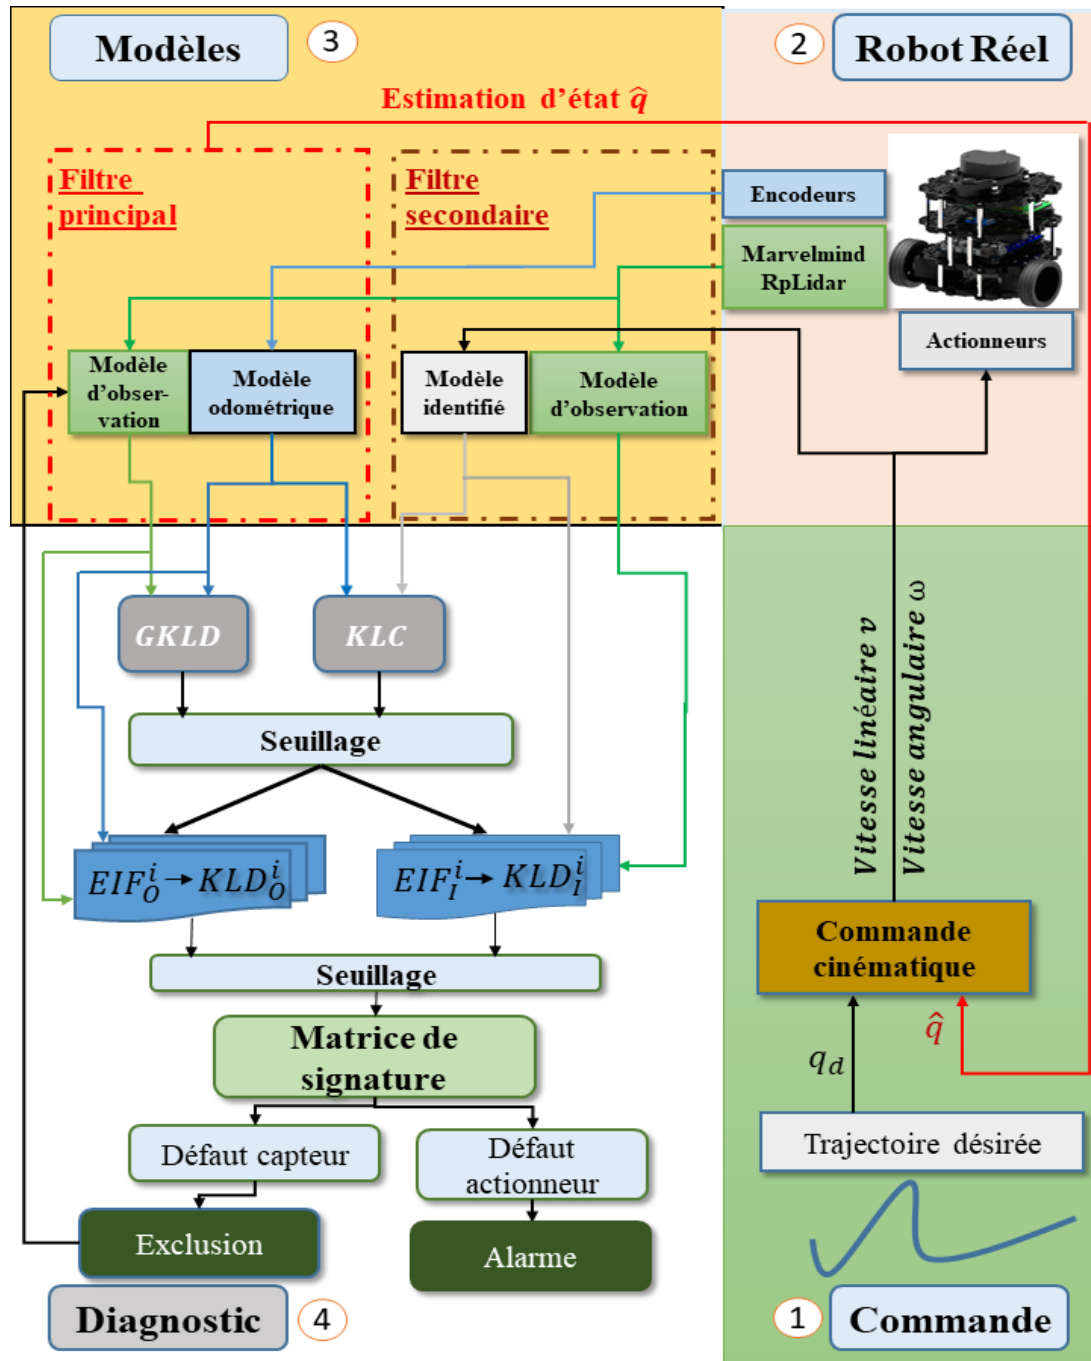 Modèles
3
2
Robot Réel
Estimation d'état q̂
Filtre
principal
Filtre
secondaire
Encodeurs
Marvelmind
RpLidar
Actionneurs
Modèle
d'obser-
vation
Modèle
odométrique
Modèle
identifié
Modèle
d'observation
GKLD
KLC
Seuillage
Vitesse linéaire v
Vitesse angulaire ω
EIF_O^i → KLD_O^i
EIF_I^i → KLD_I^i
Seuillage
Commande
cinématique
Matrice de
signature
q̂
q_d
Défaut capteur
Défaut
actionneur
Trajectoire désirée
Exclusion
Alarme
Diagnostic
4
1
Commande